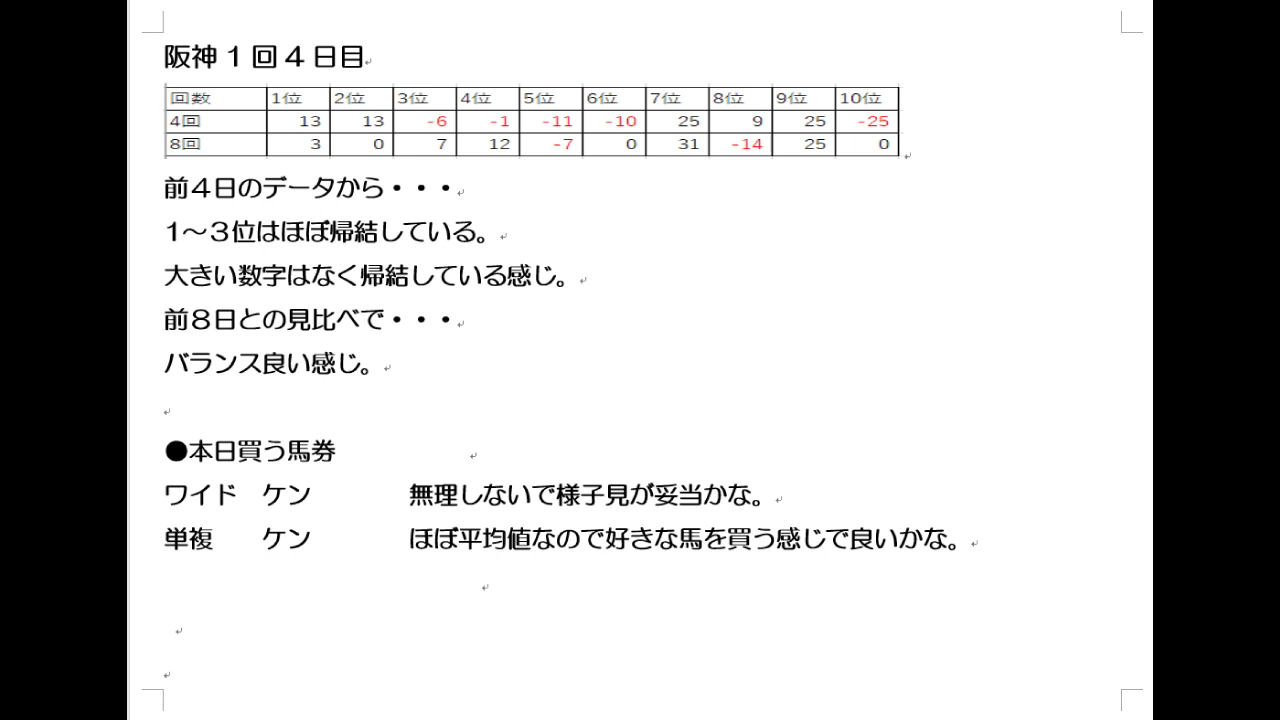 阪神１回４日目
回数 1位 2位 3位 4位 5位 6位 7位 8位 9位 10位
4回 13 13 -6 -1 -11 -10 25 9 25 -25
8回 3 0 7 12 -7 0 31 -14 25 0
前４日のデータから・・・
１～３位はほぼ帰結している。
大きい数字はなく帰結している感じ。
前８日との見比べで・・・
バランス良い感じ。
●本日買う馬券
ワイド　ケン　　　　無理しないで様子見が妥当かな。
単複　　ケン　　　　ほぼ平均値なので好きな馬を買う感じで良いかな。